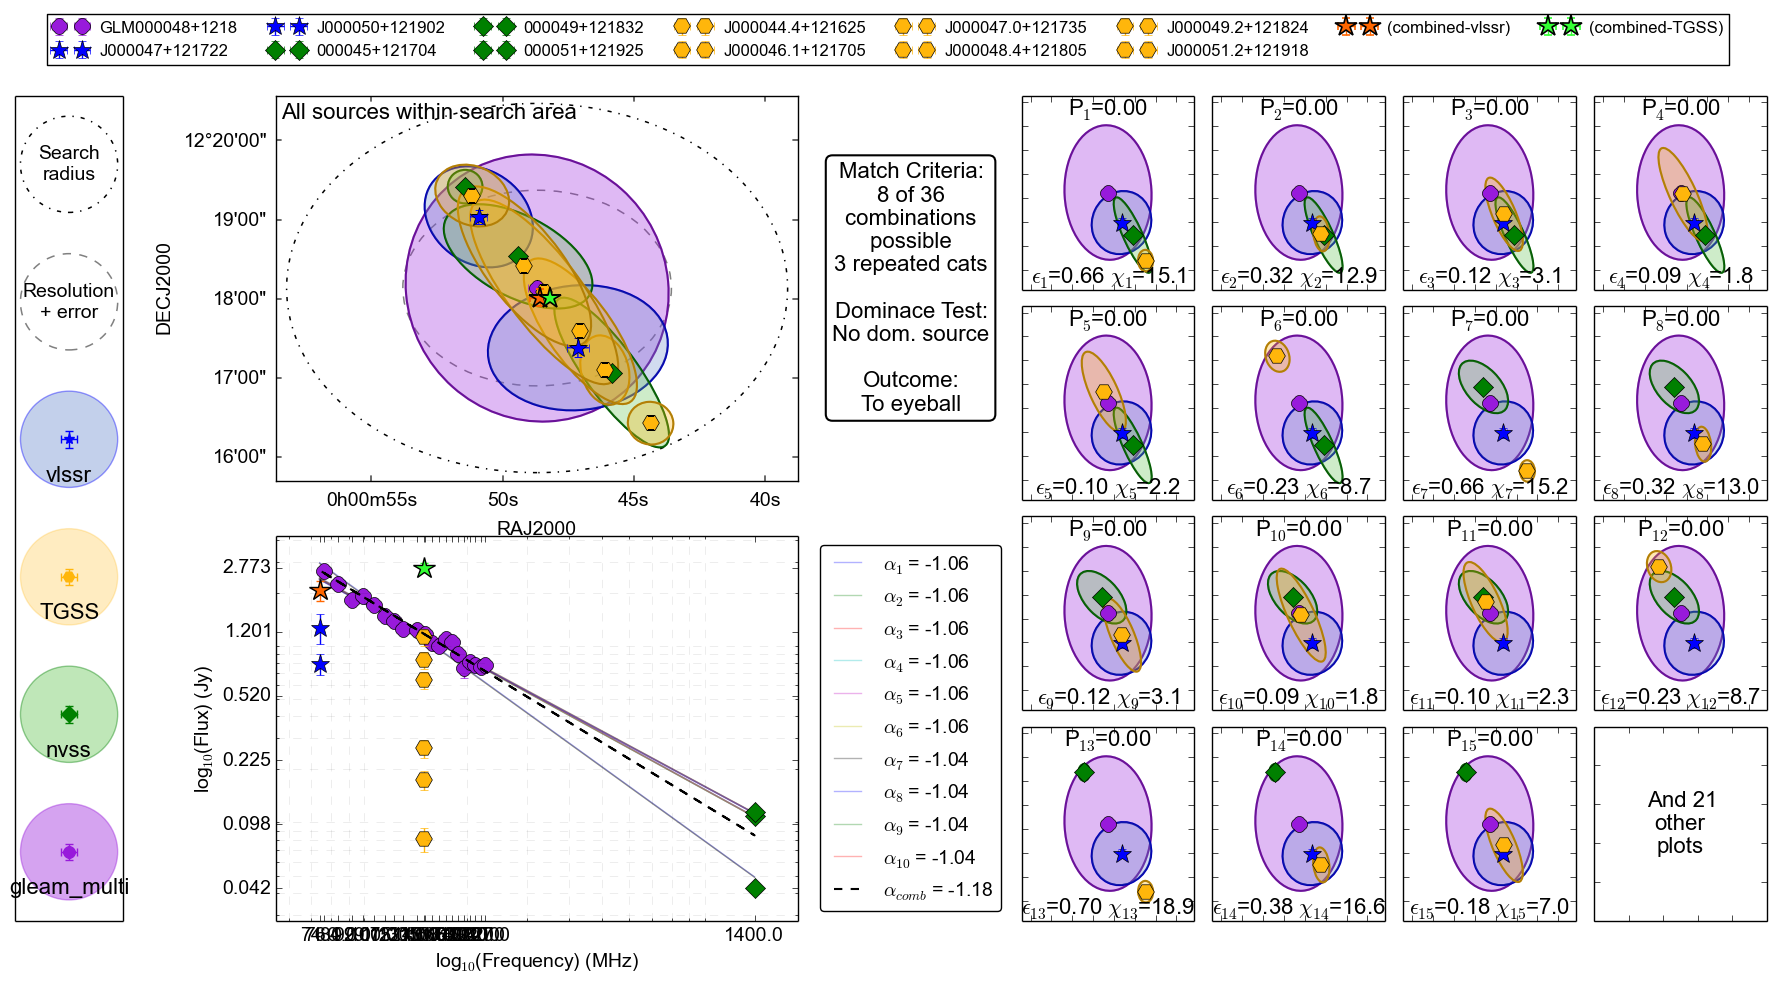 GLM000048+1218
J000047+121722
J000050+121902
000045+121704
000049+121832
000051+121925
J000044.4+121625
J000046.1+121705
J000047.0+121735
J000048.4+121805
J000049.2+121824
J000051.2+121918
(combined-vlssr)
(combined-TGSS)
Search
radius
Resolution
+ error
vlssr
TGSS
nvss
gleam_multi
All sources within search area
DECJ2000
12°20'00"
19'00"
18'00"
17'00"
16'00"
0h00m55s
50s
45s
40s
RAJ2000
Match Criteria:
8 of 36
combinations
possible
3 repeated cats
Dominace Test:
No dom. source
Outcome:
To eyeball
log10(Flux) (Jy)
2.773
1.201
0.520
0.225
0.098
0.042
1400.0
log10(Frequency) (MHz)
α1 = -1.06
α2 = -1.06
α3 = -1.06
α4 = -1.06
α5 = -1.06
α6 = -1.06
α7 = -1.04
α8 = -1.04
α9 = -1.04
α10 = -1.04
αcomb = -1.18
P1=0.00
ϵ1=0.66 χ1=15.1
P2=0.00
ϵ2=0.32 χ2=12.9
P3=0.00
ϵ3=0.12 χ3=3.1
P4=0.00
ϵ4=0.09 χ4=1.8
P5=0.00
ϵ5=0.10 χ5=2.2
P6=0.00
ϵ6=0.23 χ6=8.7
P7=0.00
ϵ7=0.66 χ7=15.2
P8=0.00
ϵ8=0.32 χ8=13.0
P9=0.00
ϵ9=0.12 χ9=3.1
P10=0.00
ϵ10=0.09 χ10=1.8
P11=0.00
ϵ11=0.10 χ11=2.3
P12=0.00
ϵ12=0.23 χ12=8.7
P13=0.00
ϵ13=0.70 χ13=18.9
P14=0.00
ϵ14=0.38 χ14=16.6
P15=0.00
ϵ15=0.18 χ15=7.0
And 21
other
plots